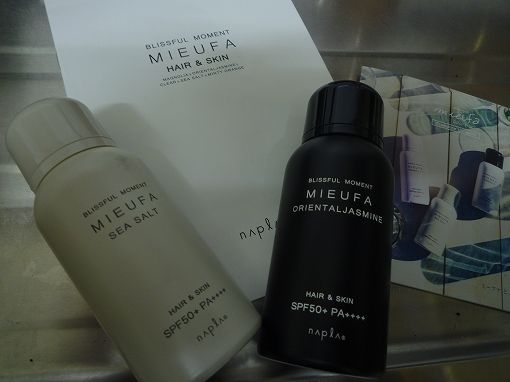 BLISSFUL MOMENT
MIEUFA
HAIR & SKIN
MAGNOLIA • ORIENTALJASMINE •
CLEAR • SEA SALT • MINTY ORANGE
napla
BLISSFUL MOMENT
MIEUFA
SEA SALT
HAIR & SKIN
SPF50+ PA++++
napla
BLISSFUL MOMENT
MIEUFA
ORIENTALJASMINE
HAIR & SKIN
SPF50+ PA++++
napla
mieufa